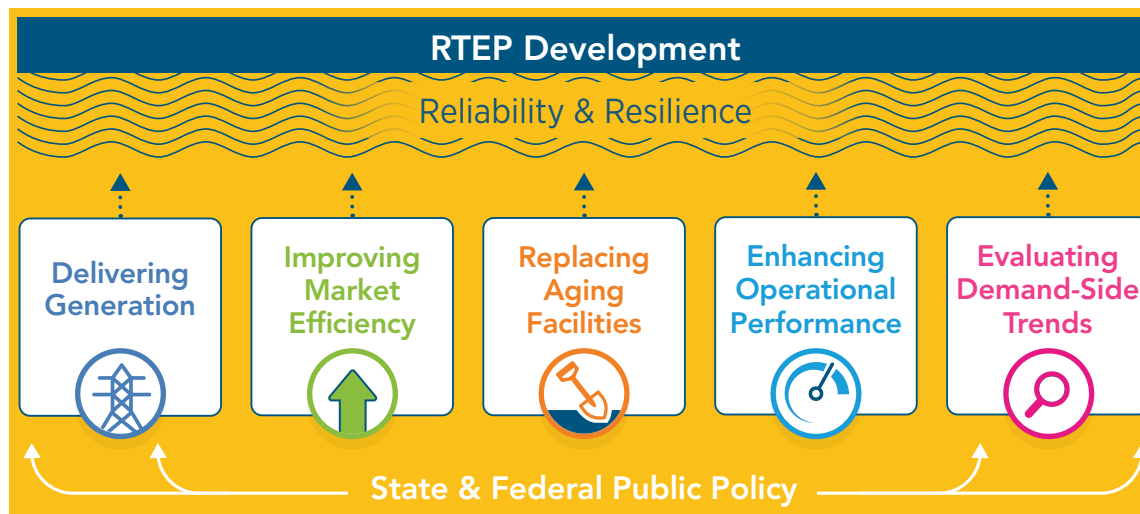 RTEP Development
Reliability & Resilience
Delivering
Generation
Improving
Market
Efficiency
Replacing
Aging
Facilities
Enhancing
Operational
Performance
Evaluating
Demand-Side
Trends
State & Federal Public Policy